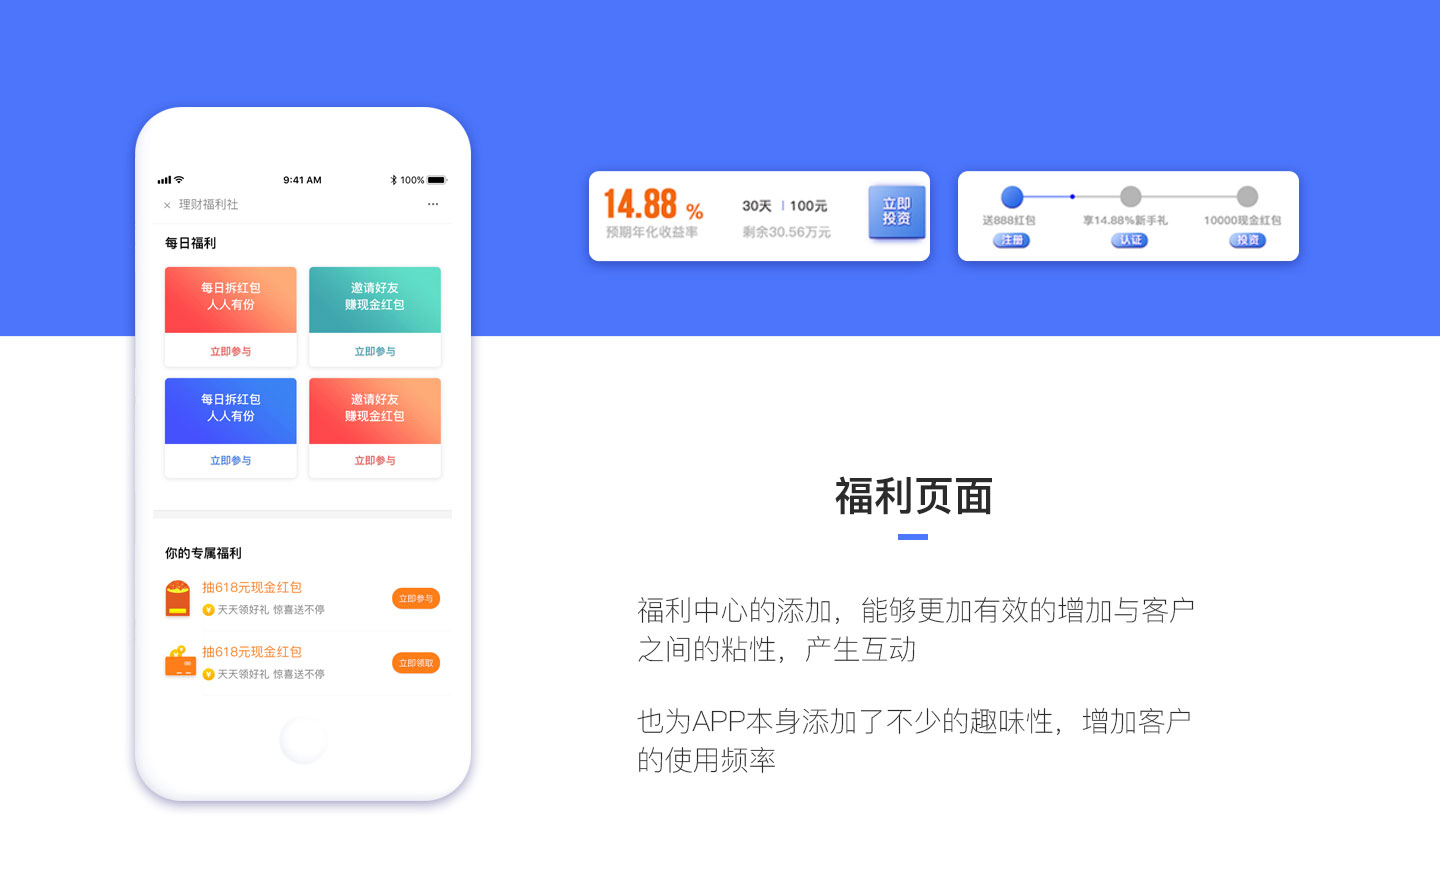 9:41 AM
100%
× 理财福利社
每日福利
每日拆红包
人人有份
立即参与
邀请好友
赚现金红包
立即参与
每日拆红包
人人有份
立即参与
邀请好友
赚现金红包
立即参与
你的专属福利
抽618元现金红包
¥ 天天领好礼 惊喜送不停
立即参与
抽618元现金红包
¥ 天天领好礼 惊喜送不停
立即领取
14.88 %
预期年化收益率
30天 | 100元
剩余30.56万元
立即
投资
送888红包
注册
享14.88%新手礼
认证
10000现金红包
投资
福利页面
福利中心的添加，能够更加有效的增加与客户
之间的粘性，产生互动
也为APP本身添加了不少的趣味性，增加客户
的使用频率